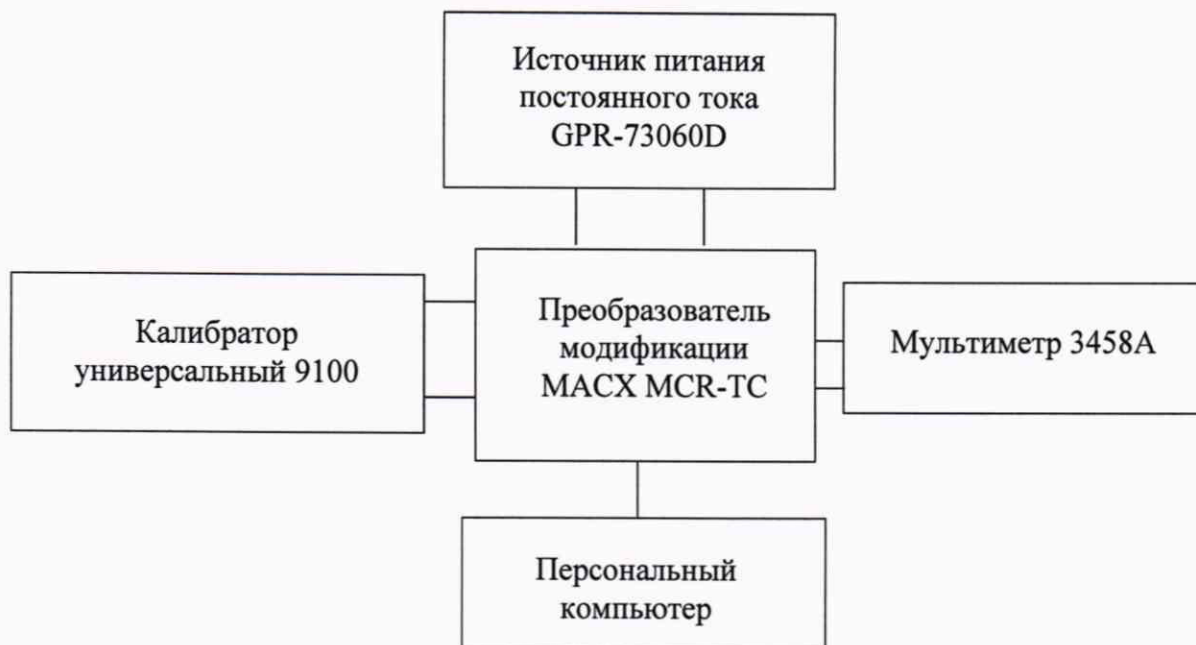 Источник питания
постоянного тока
GPR-73060D
Калибратор
универсальный 9100
Преобразователь
модификации
MACX MCR-TC
Мультиметр 3458A
Персональный
компьютер